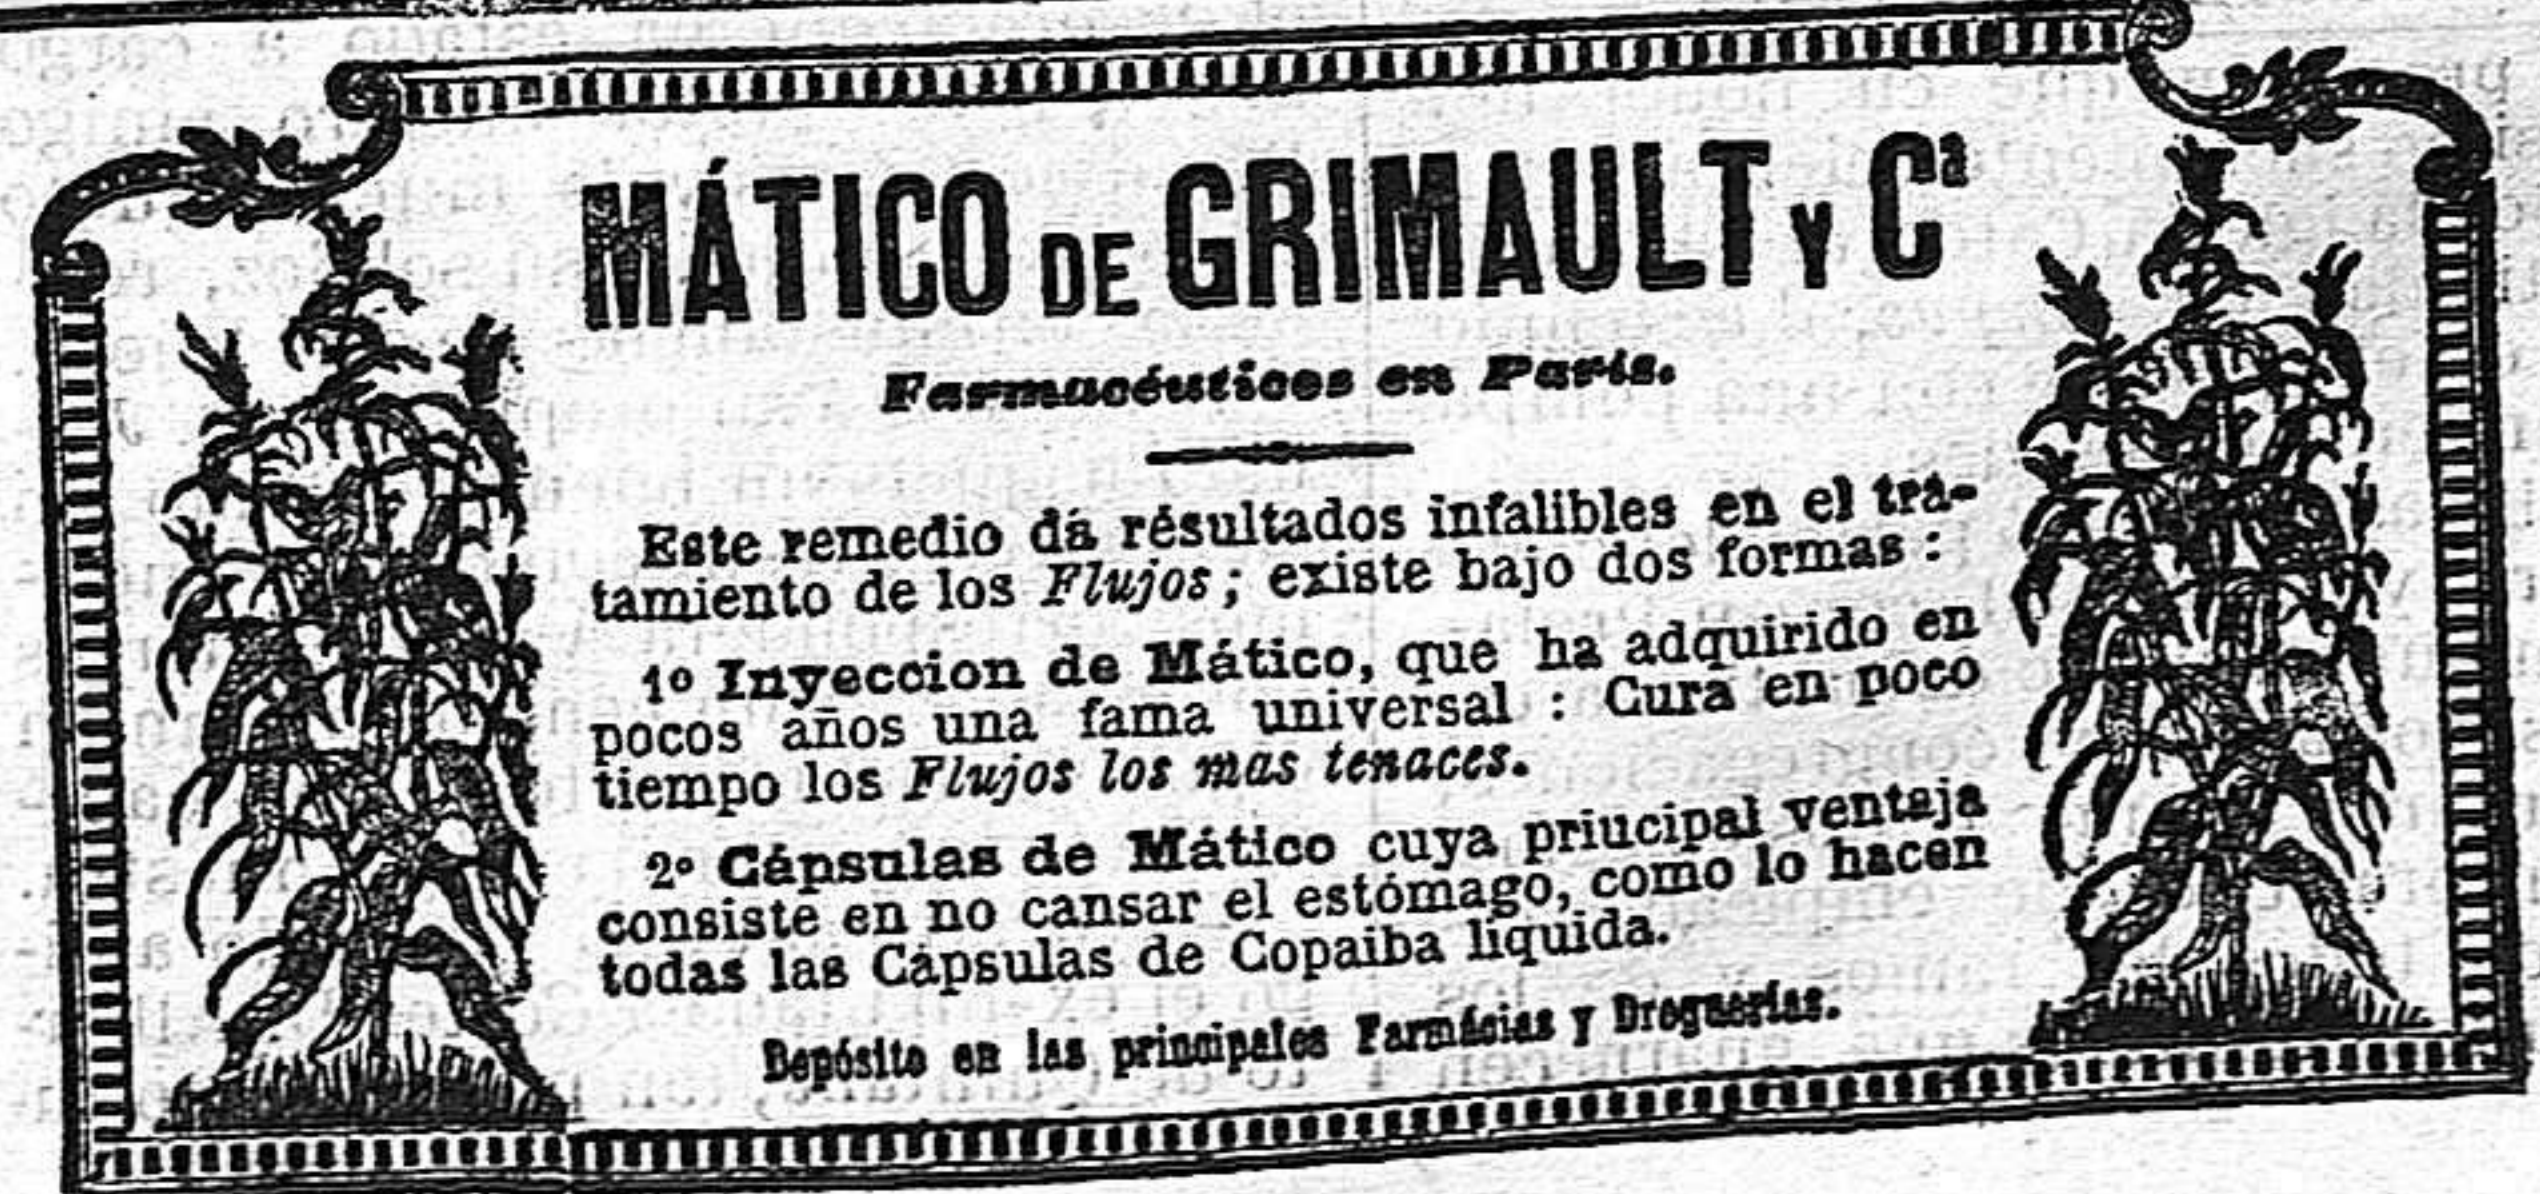 MÁTICO DE GRIMAULT Y Cª
Farmacéuticos en Paris.
Este remedio dá résultados infalibles en el tra-
tamiento de los Flujos; existe bajo dos formas :
1º Inyeccion de Mático, que ha adquirido en
pocos años una fama universal : Cura en poco
tiempo los Flujos los mas tenaces.
2º Cápsulas de Mático cuya priucipal ventaja
consiste en no cansar el estómago, como lo hacen
todas las Cápsulas de Copaiba líquida.
Depósito en las principales Farmácias y Droguerías.